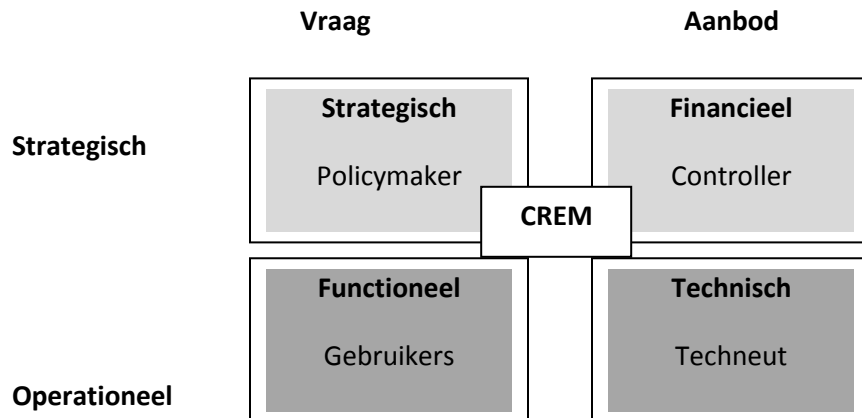 Vraag Aanbod
Strategisch Financieel
Strategisch
Policymaker Controller
CREM
Functioneel Technisch
Gebruikers Techneut
Operationeel